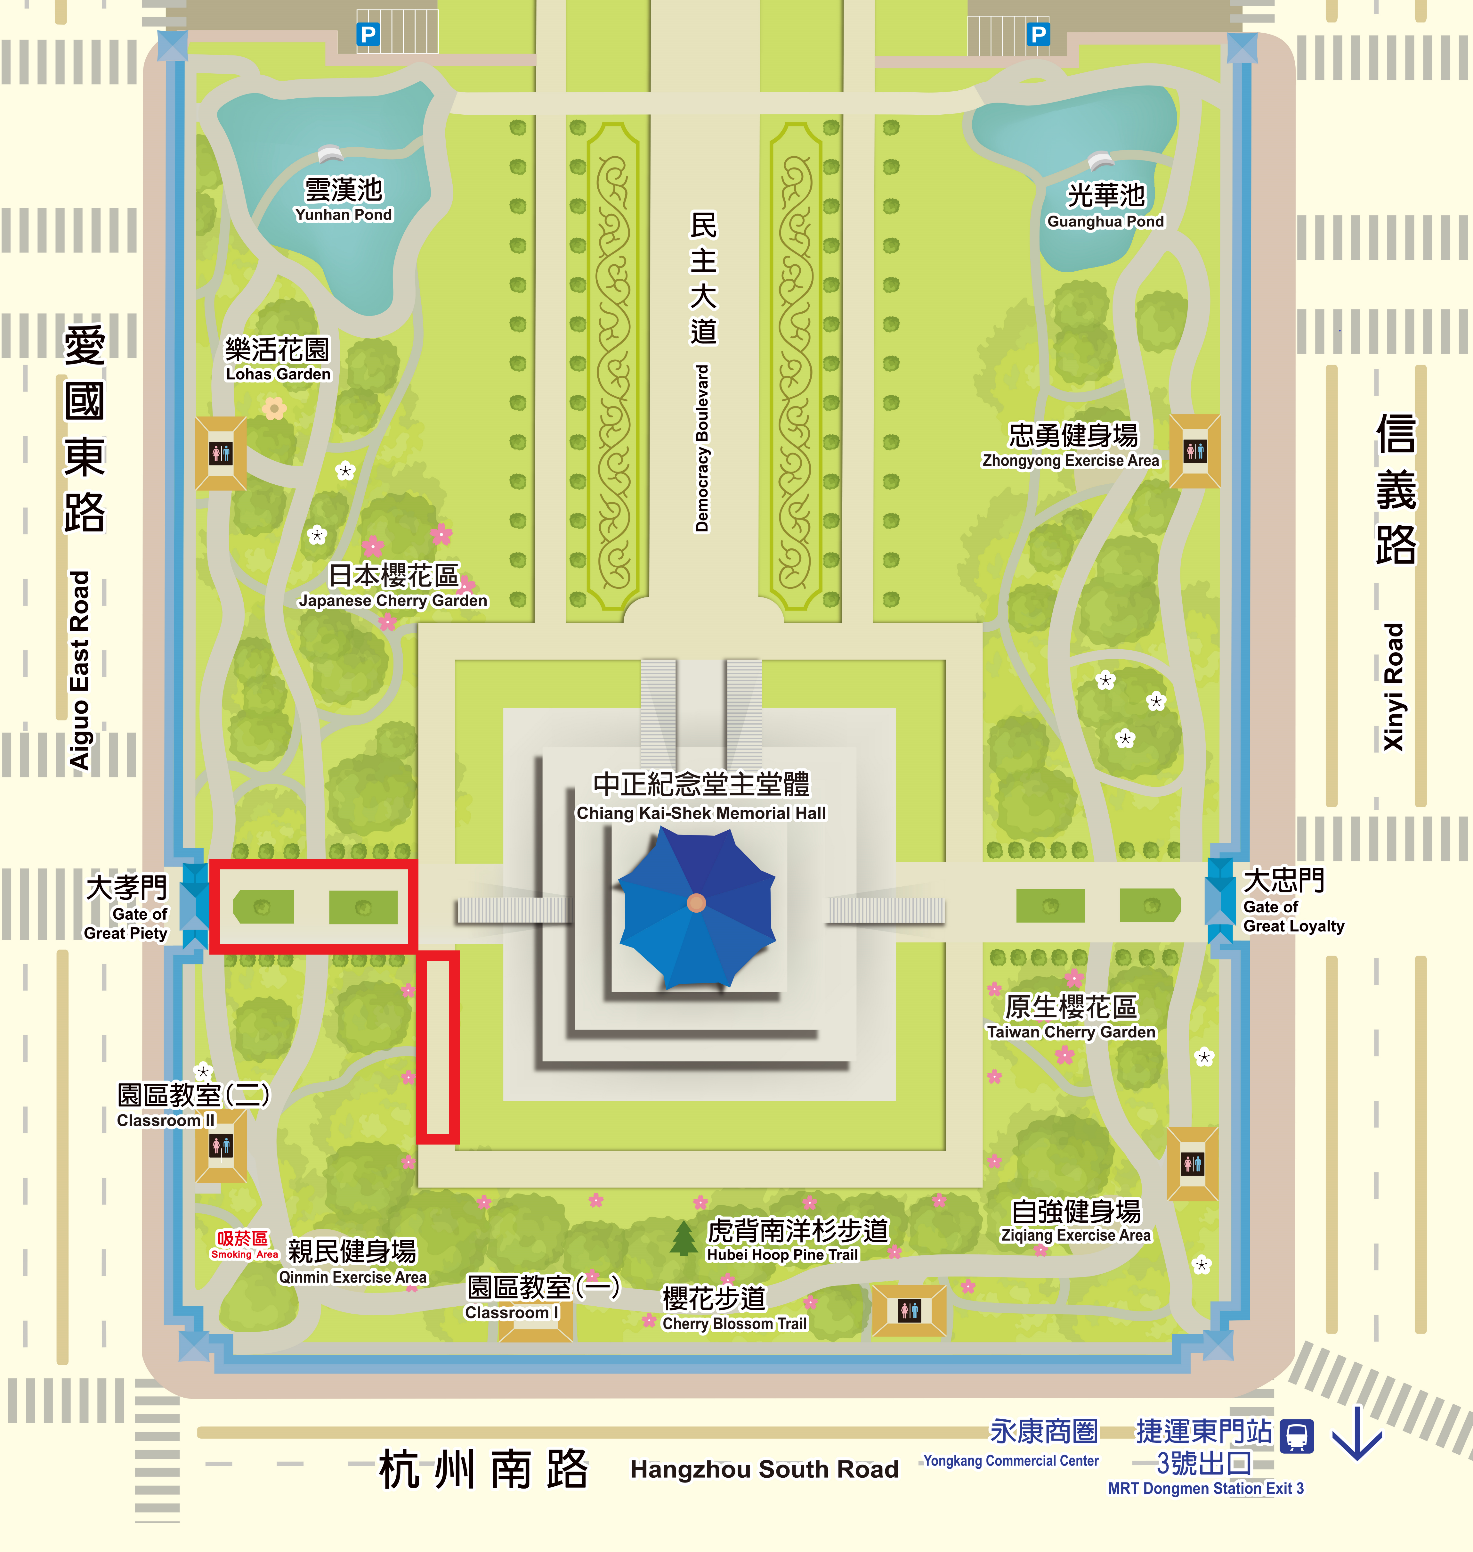 P
P
雲漢池
Yunhan Pond
光華池
Guanghua Pond
民主大道
Democracy Boulevard
愛國東路
Aiguo East Road
樂活花園
Lohas Garden
信義路
Xinyi Road
忠勇健身場
Zhongyong Exercise Area
日本櫻花區
Japanese Cherry Garden
中正紀念堂主堂體
Chiang Kai-Shek Memorial Hall
大孝門
Gate of
Great Piety
大忠門
Gate of
Great Loyalty
原生櫻花區
Taiwan Cherry Garden
園區教室(二)
Classroom II
吸菸區
Smoking Area
親民健身場
Qinmin Exercise Area
虎背南洋杉步道
Hubei Hoop Pine Trail
自強健身場
Ziqiang Exercise Area
園區教室(一)
Classroom I
櫻花步道
Cherry Blossom Trail
杭州南路
Hangzhou South Road
永康商圈
Yongkang Commercial Center
捷運東門站
3號出口
MRT Dongmen Station Exit 3